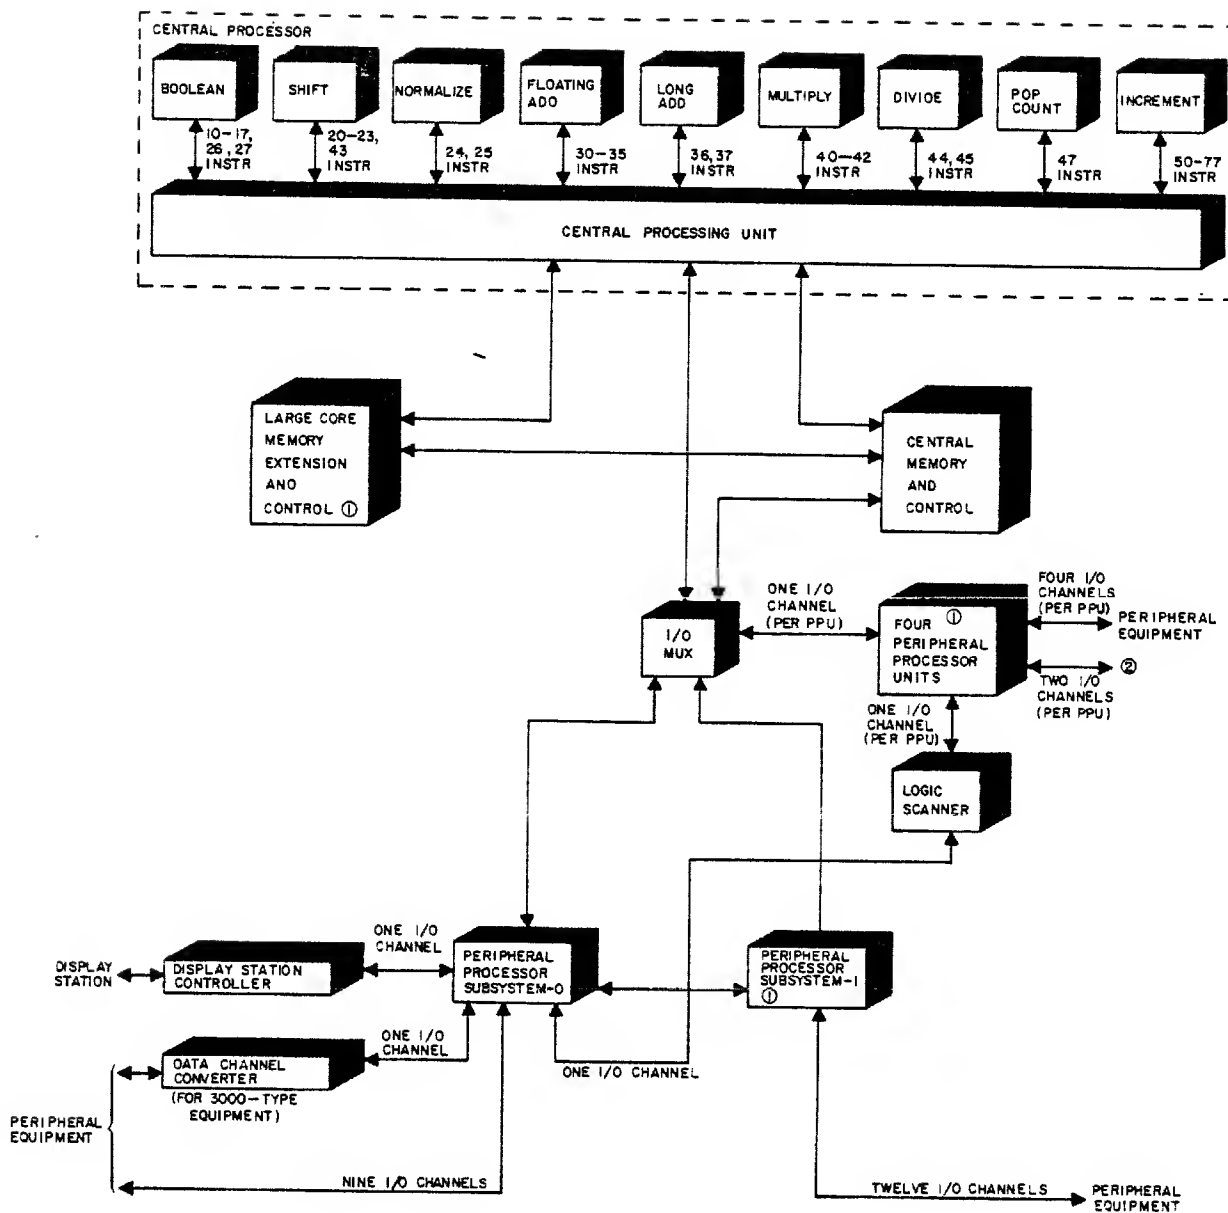 CENTRAL PROCESSOR
BOOLEAN
SHIFT
NORMALIZE
FLOATING
ADO
LONG
ADD
MULTIPLY
DIVIOE
POP
COUNT
INCREMENT
10-17,
26,27
INSTR
20-23,
43
INSTR
24, 25
INSTR
30-35
INSTR
36,37
INSTR
40-42
INSTR
44, 45
INSTR
47
INSTR
50-77
INSTR
CENTRAL PROCESSING UNIT
LARGE CORE
MEMORY
EXTENSION
ANO
CONTROL ①
CENTRAL
MEMORY
AND
CONTROL
I/O
MUX
ONE I/O
CHANNEL
(PER PPU)
FOUR ①
PERIPHERAL
PROCESSOR
UNITS
FOUR I/O
CHANNELS
(PER PPU)
PERIPHERAL
EQUIPMENT
②
TWO I/O
CHANNELS
(PER PPU)
ONE I/O
CHANNEL
(PER PPU)
LOGIC
SCANNER
DISPLAY
STATION
DISPLAY STATION
CONTROLLER
ONE I/O
CHANNEL
PERIPHERAL
PROCESSOR
SUBSYSTEM-0
PERIPHERAL
PROCESSOR
SUBSYSTEM-1
①
OATA CHANNEL
CONVERTER
(FOR 3000-TYPE
EQUIPMENT)
ONE I/O
CHANNEL
ONE I/O CHANNEL
PERIPHERAL
EQUIPMENT
NINE I/O CHANNELS
TWELVE I/O CHANNELS
PERIPHERAL
EQUIPMENT